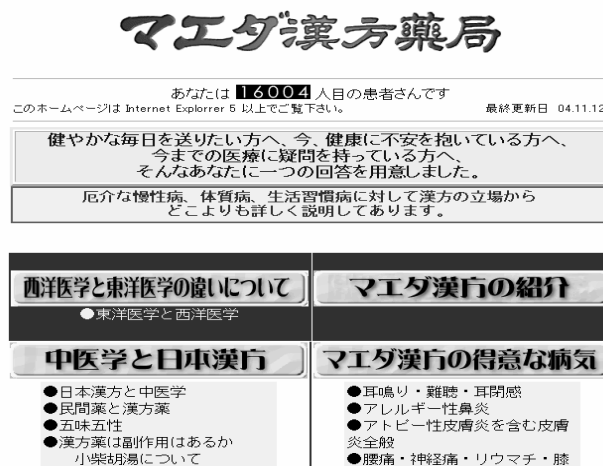 マエダ漢方藥局
あなたは 16004 人目の患者さんです
このホームページは Internet Explorrer 5 以上でご覧下さい。
最終更新日 04.11.12
健やかな毎日を送りたい方へ、今、健康に不安を抱いている方へ、
今までの医療に疑問を持っている方へ、
そんなあなたに一つの回答を用意しました。
厄介な慢性病、体質病、生活習慣病に対して漢方の立場から
どこよりも詳しく説明してあります。
西洋医学と東洋医学の違いについて
●東洋医学と西洋医学
マエダ漢方の紹介
中医学と日本漢方
●日本漢方と中医学
●民間薬と漢方薬
●五味五性
●漢方薬は副作用はあるか
小柴胡湯について
マエダ漢方の得意な病気
●耳鳴り・難聴・耳閉感
●アレルギー性鼻炎
●アトピー性皮膚炎を含む皮膚
炎全般
●腰痛・神経痛・リウマチ・膝